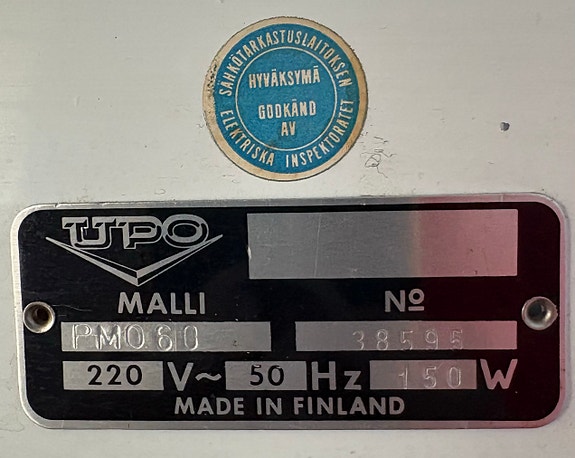 SÄHKÖTARKASTUSLAITOKSEN
HYVÄKSYMÄ
GODKÄND
AV
ELEKTRISKA INSPEKTORATET
UPO
MALLI Nº
PMO60 38595
220 V~ 50 Hz 150 W
MADE IN FINLAND